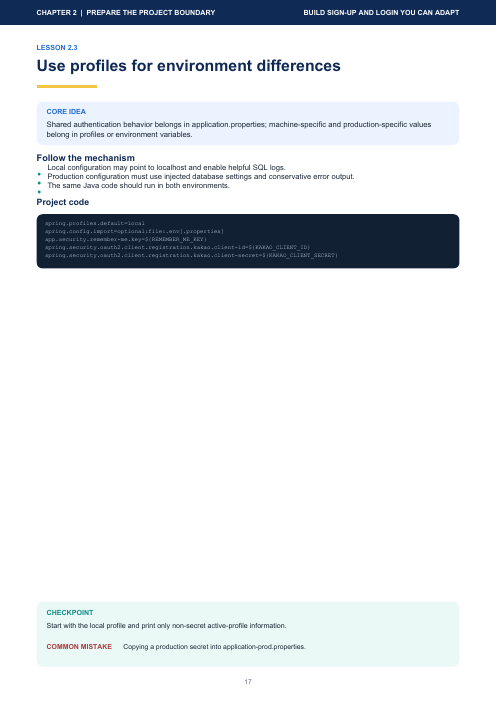 CHAPTER 2 | PREPARE THE PROJECT BOUNDARY
BUILD SIGN-UP AND LOGIN YOU CAN ADAPT
LESSON 2.3
Use profiles for environment differences
CORE IDEA
Shared authentication behavior belongs in application.properties; machine-specific and production-specific values
belong in profiles or environment variables.
Follow the mechanism
Local configuration may point to localhost and enable helpful SQL logs.
• Production configuration must use injected database settings and conservative error output.
• The same Java code should run in both environments.
•
Project code
spring.profiles.default=local
spring.config.import=optional:file:.env[.properties]
app.security.remember-me.key=${REMEMBER_ME_KEY}
spring.security.oauth2.client.registration.kakao.client-id=${KAKAO_CLIENT_ID}
spring.security.oauth2.client.registration.kakao.client-secret=${KAKAO_CLIENT_SECRET}
CHECKPOINT
Start with the local profile and print only non-secret active-profile information.
COMMON MISTAKE Copying a production secret into application-prod.properties.
17